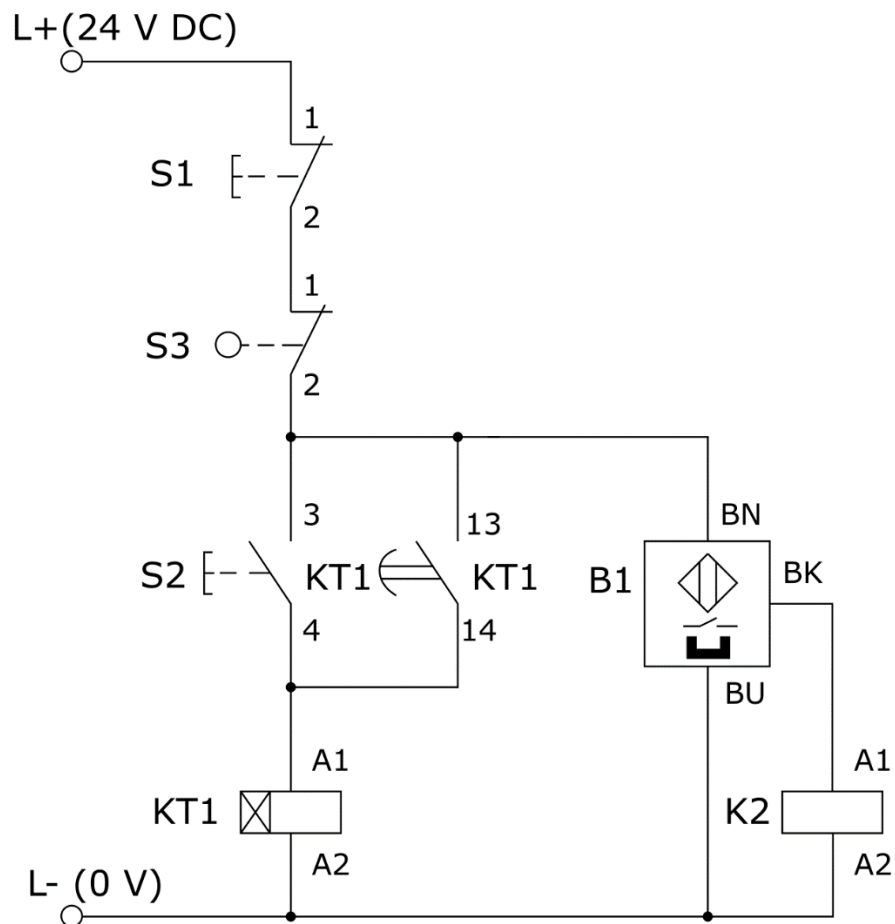 L+(24 V DC)
1
S1
2
1
S3
2
3
13
BN
S2
KT1
KT1
B1
BK
4
14
BU
A1
A1
KT1
K2
A2
A2
L- (0 V)